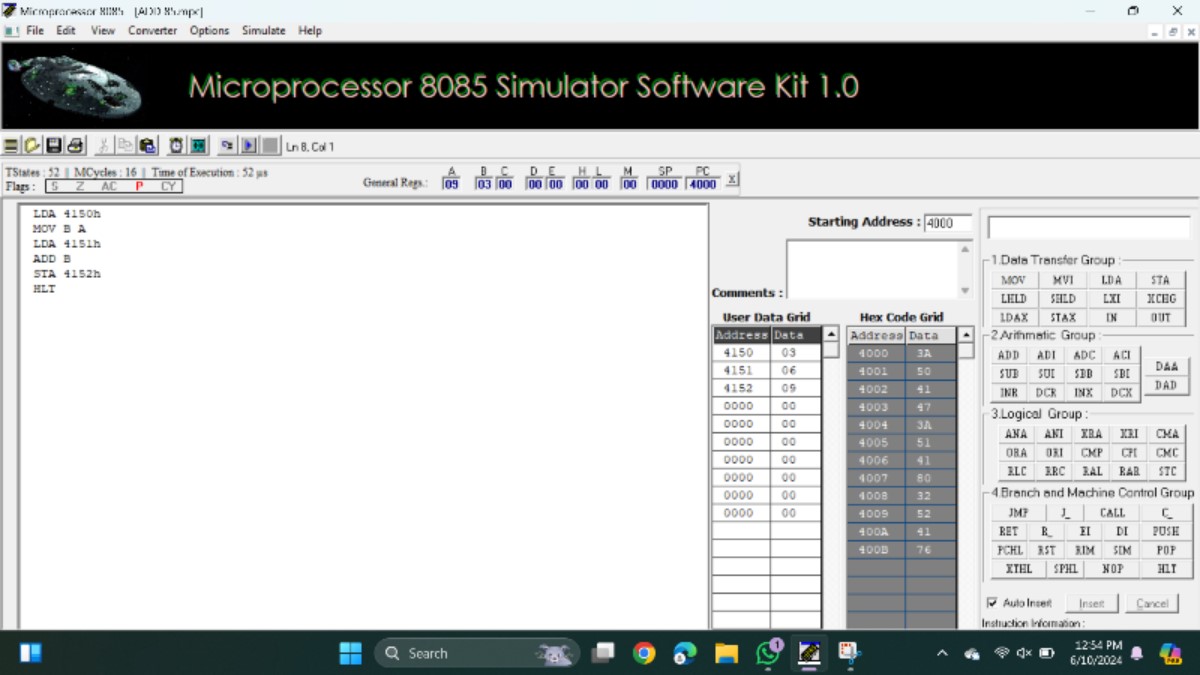 Microprocessor 8085 [ADD 85.mpc]
File Edit View Converter Options Simulate Help
Microprocessor 8085 Simulator Software Kit 1.0
Ln 8, Col 1
TStates : 52 || MCycles : 16 || Time of Execution : 52 µs
Flags : S Z AC P CY
General Regs.:
A B C D E H L M SP PC
09 03 00 00 00 00 00 00 0000 4000 X
LDA 4150h
MOV B A
LDA 4151h
ADD B
STA 4152h
HLT
Starting Address : 4000
Comments :
User Data Grid
Address Data
4150 03
4151 06
4152 09
0000 00
0000 00
0000 00
0000 00
0000 00
0000 00
0000 00
Hex Code Grid
Address Data
4000 3A
4001 50
4002 41
4003 47
4004 3A
4005 51
4006 41
4007 80
4008 32
4009 52
400A 41
400B 76
1.Data Transfer Group :
MOV MVI LDA STA
LHLD SHLD LXI XCHG
LDAX STAX IN OUT
2.Arithmatic Group :
ADD ADI ADC ACI
SUB SUI SBB SBI
INR DCR INX DCX
DAA
DAD
3.Logical Group :
ANA ANI XRA XRI CMA
ORA ORI CMP CPI CMC
RLC RRC RAL RAR STC
4.Branch and Machine Control Group
JMP J_ CALL C_
RET R_ EI DI PUSH
PCHL RST RIM SIM POP
XTHL SPHL NOP HLT
Auto Insert Insert Cancel
Instruction Information :
Search
1
12:54 PM
6/10/2024